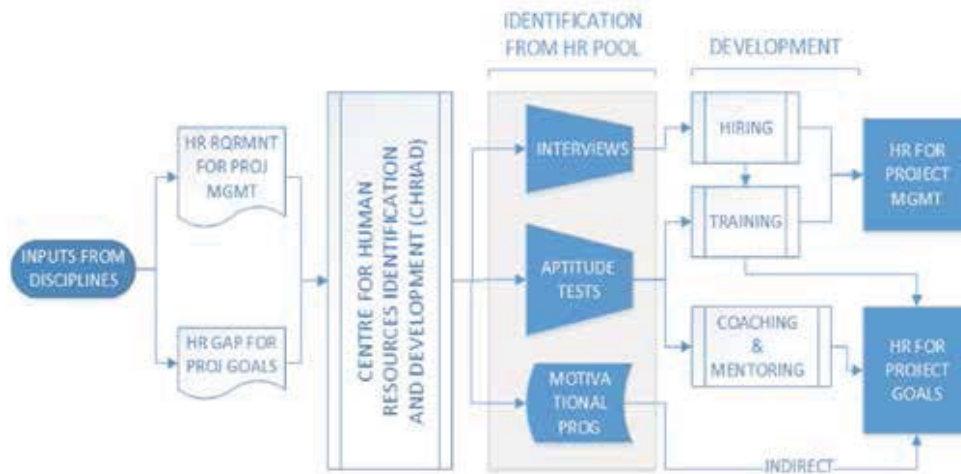 IDENTIFICATION
FROM HR POOL
DEVELOPMENT
INPUTS FROM
DISCIPLINES
HR RQRMNT
FOR PROJ
MGMT
HR GAP FOR
PROJ GOALS
CENTRE FOR HUMAN
RESOURCES IDENTIFICATION
AND DEVELOPMENT (CHRIAD)
INTERVIEWS
APTITUDE
TESTS
MOTIVA
TIONAL
PROG
HIRING
TRAINING
COACHING
&
MENTORING
HR FOR
PROJECT
MGMT
HR FOR
PROJECT
GOALS
INDIRECT